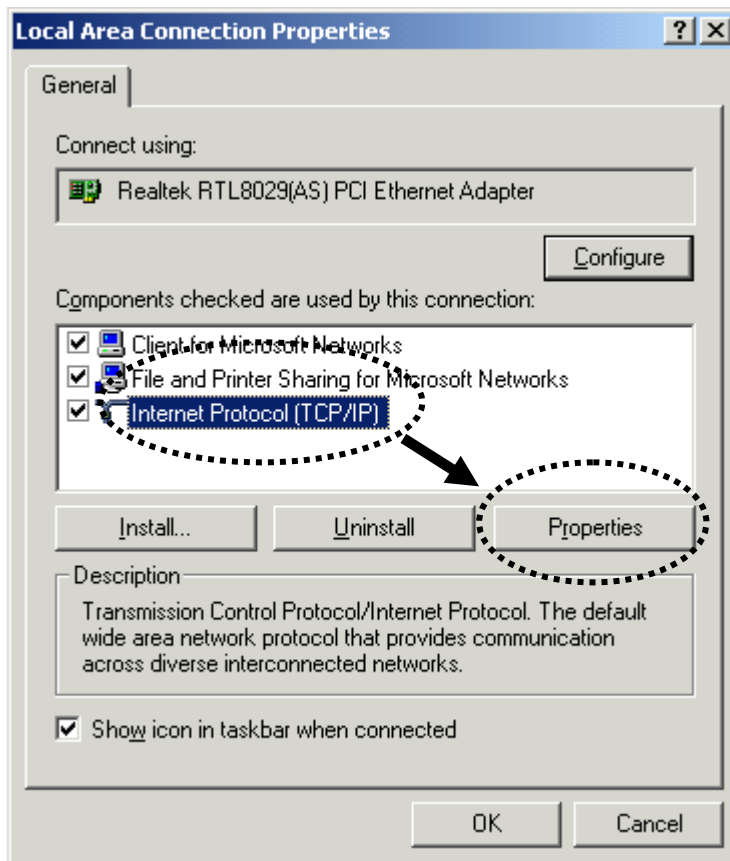 Local Area Connection Properties
General
Connect using:
Realtek RTL8029(AS) PCI Ethernet Adapter
Configure
Components checked are used by this connection:
Client for Microsoft Networks
File and Printer Sharing for Microsoft Networks
Internet Protocol (TCP/IP)
Install... Uninstall Properties
Description
Transmission Control Protocol/Internet Protocol. The default
wide area network protocol that provides communication
across diverse interconnected networks.
Show icon in taskbar when connected
OK Cancel